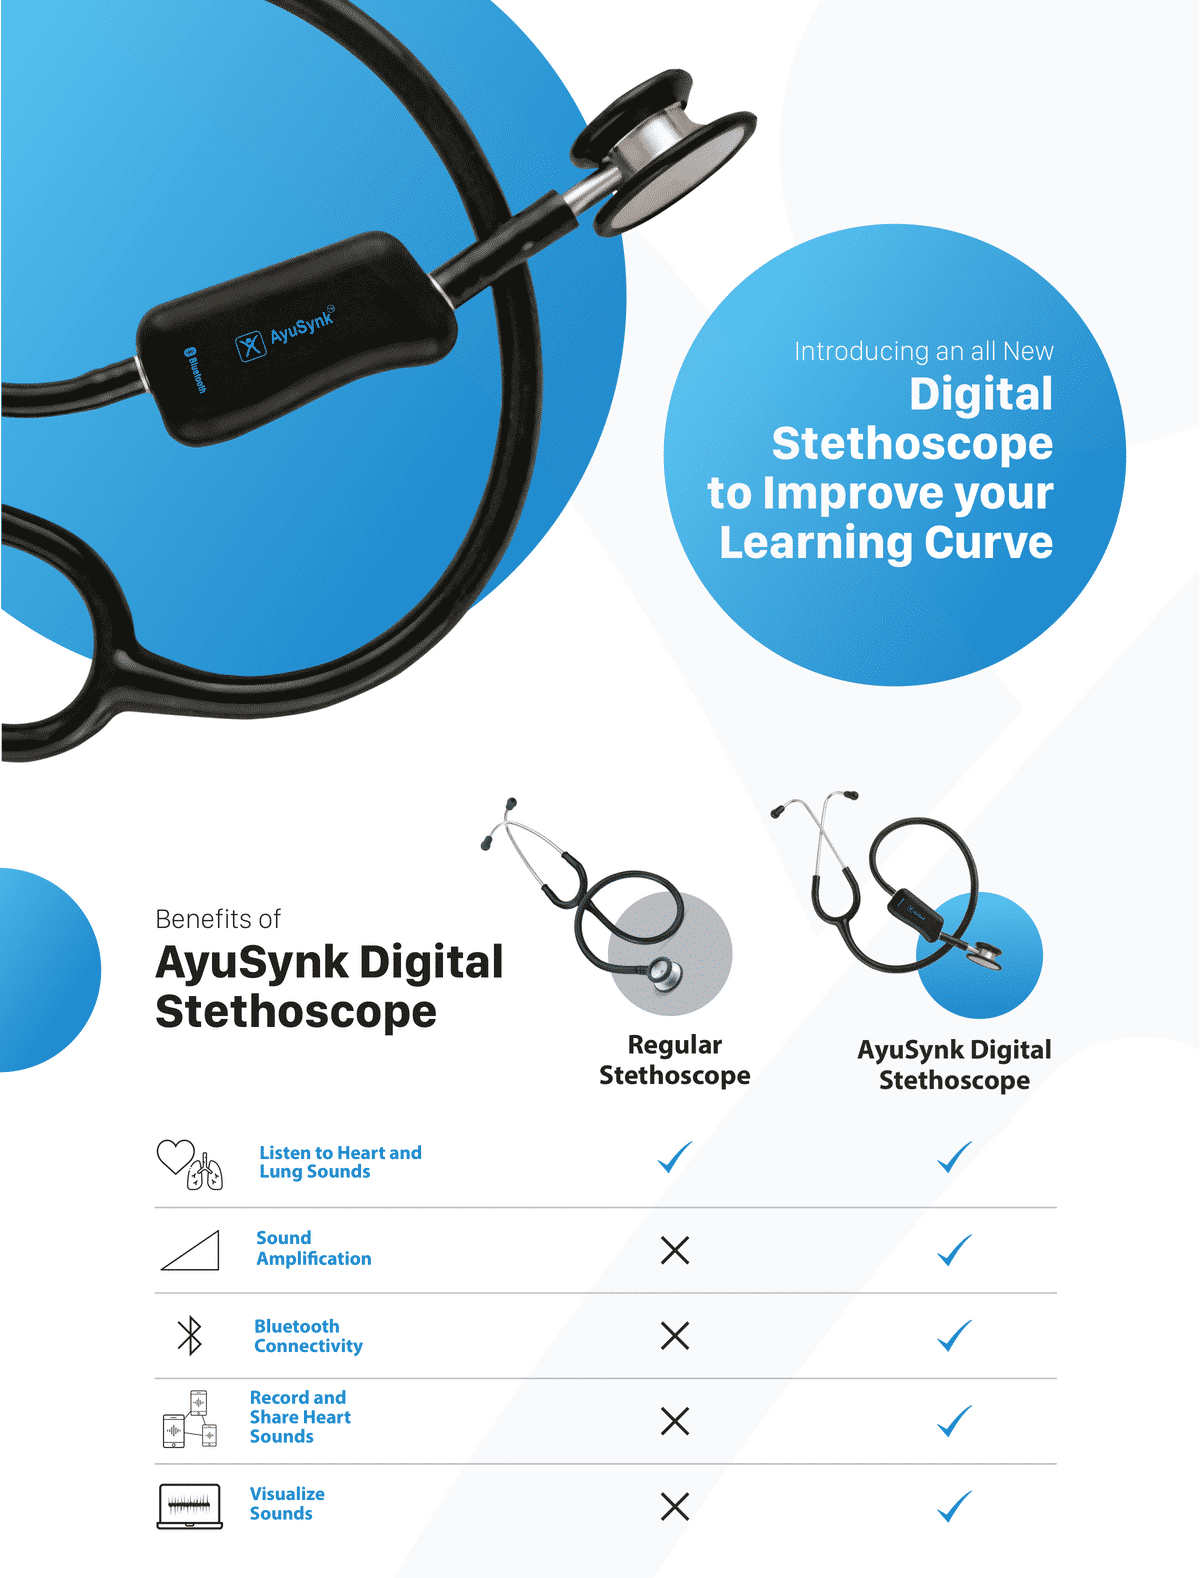 AyuSynk™
Bluetooth
Introducing an all New
Digital
Stethoscope
to Improve your
Learning Curve
Benefits of
AyuSynk Digital
Stethoscope
Regular
Stethoscope
AyuSynk Digital
Stethoscope
Listen to Heart and
Lung Sounds
Sound
Amplification
Bluetooth
Connectivity
Record and
Share Heart
Sounds
Visualize
Sounds